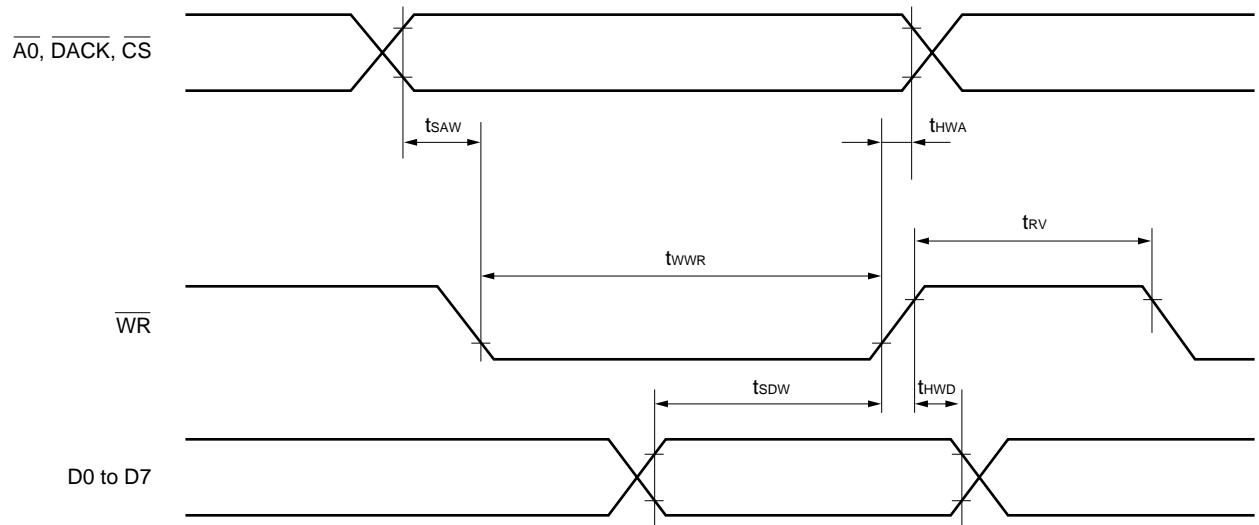 A0, DACK, CS
tSAW
tHWA
tRV
tWWR
WR
tSDW
tHWD
D0 to D7